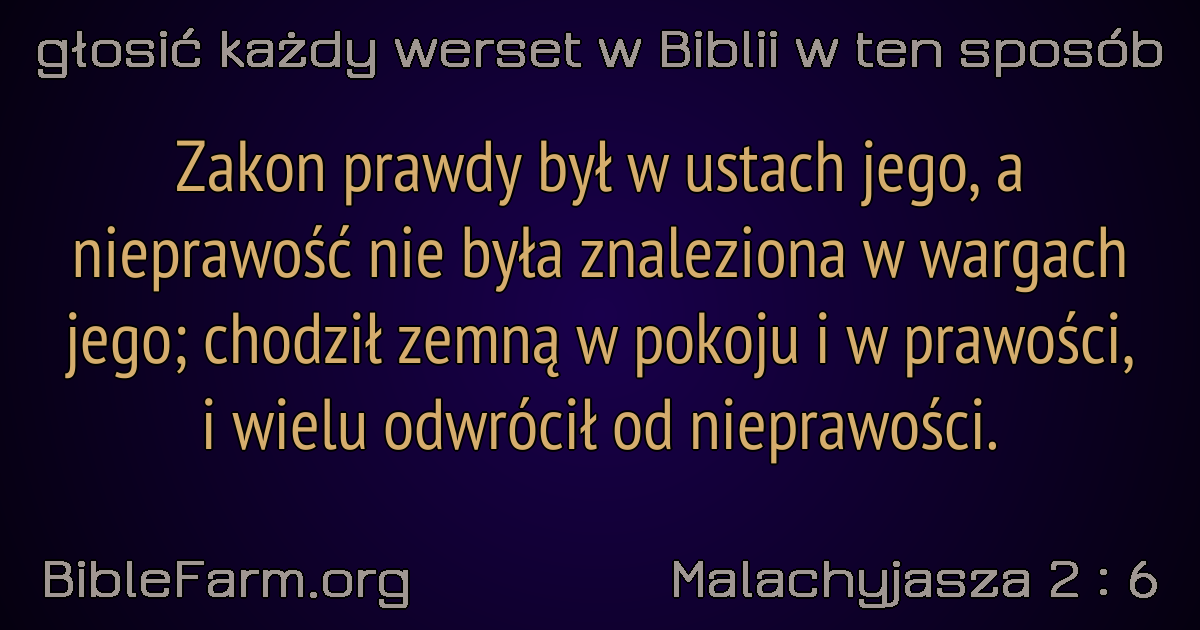 głosić każdy werset w Biblii w ten sposób
Zakon prawdy był w ustach jego, a
nieprawość nie była znaleziona w wargach
jego; chodził zemną w pokoju i w prawości,
i wielu odwrócił od nieprawości.
BibleFarm.org
Malachyjasza 2 : 6